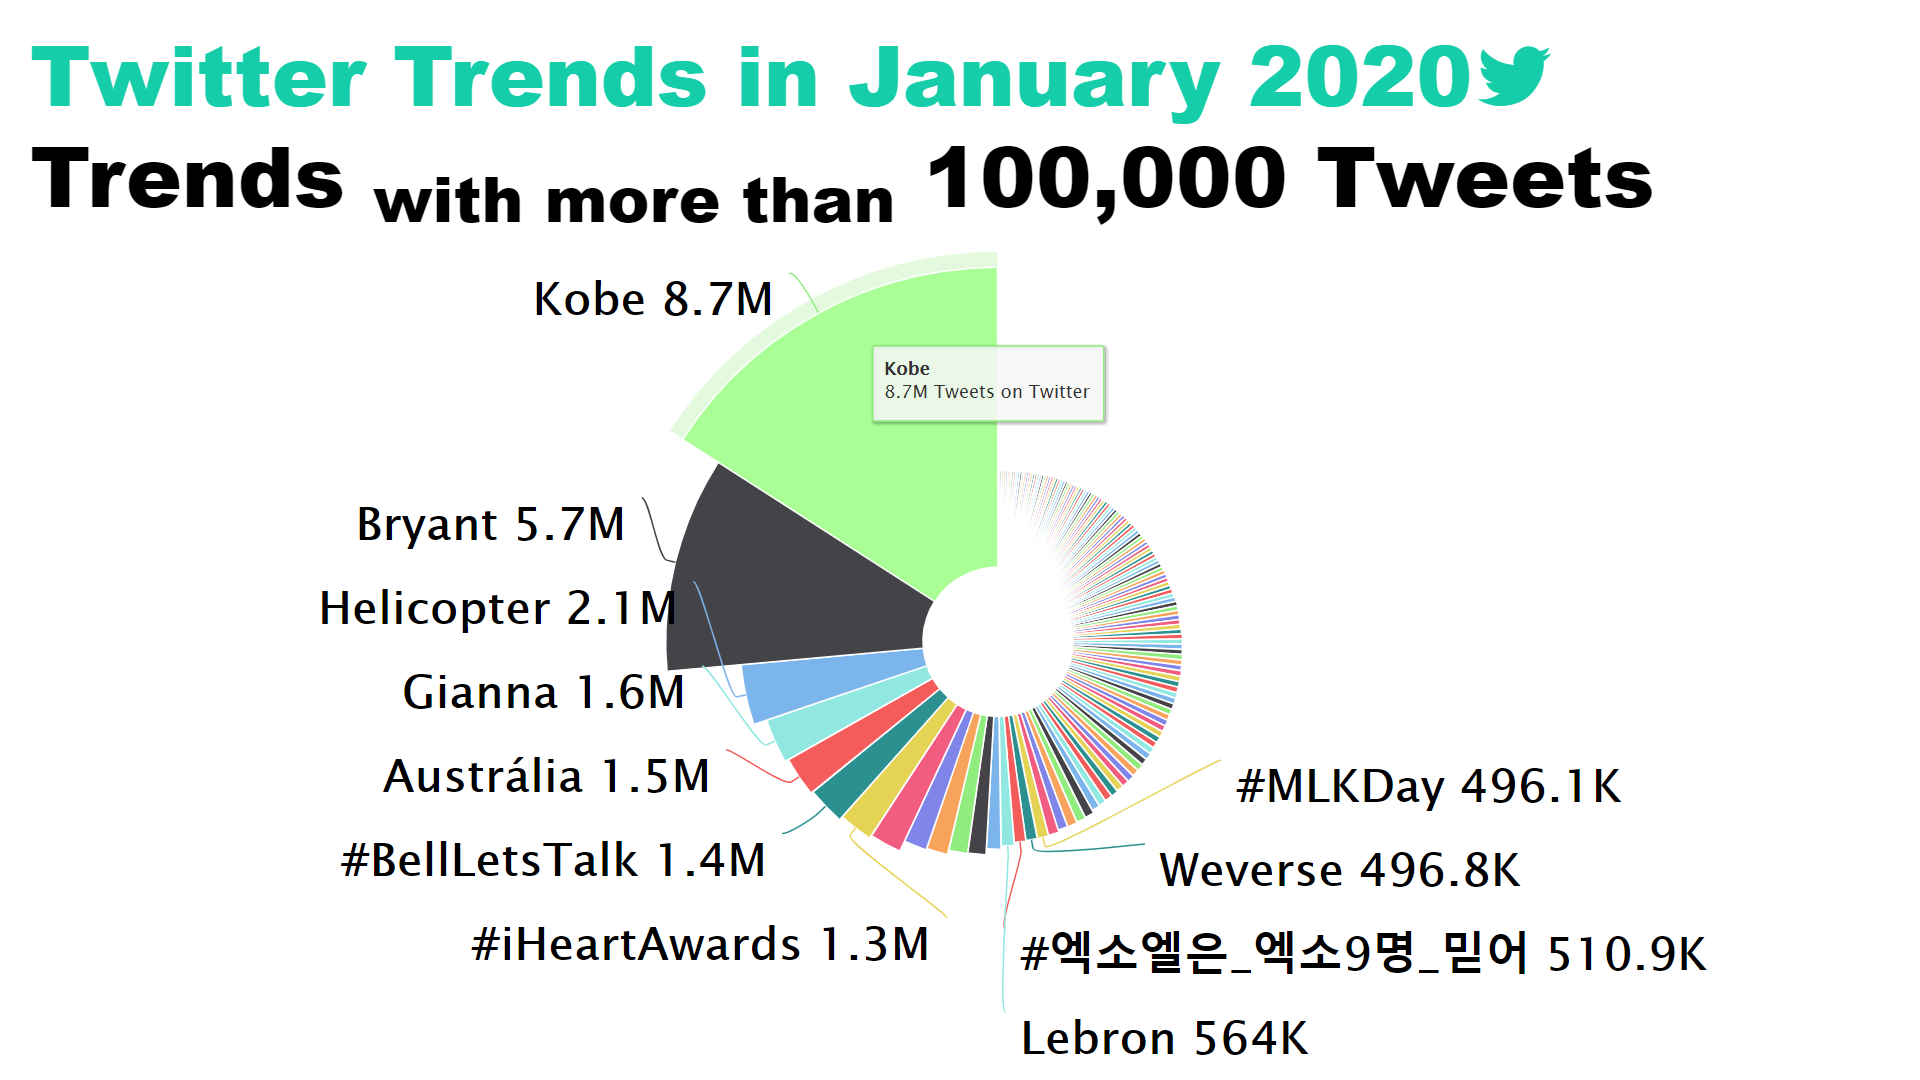 Twitter Trends in January 2020
Trends with more than 100,000 Tweets
Kobe 8.7M
Kobe
8.7M Tweets on Twitter
Bryant 5.7M
Helicopter 2.1M
Gianna 1.6M
Austrália 1.5M
#BellLetsTalk 1.4M
#iHeartAwards 1.3M
#MLKDay 496.1K
Weverse 496.8K
#엑소엘은_엑소9명_믿어 510.9K
Lebron 564K